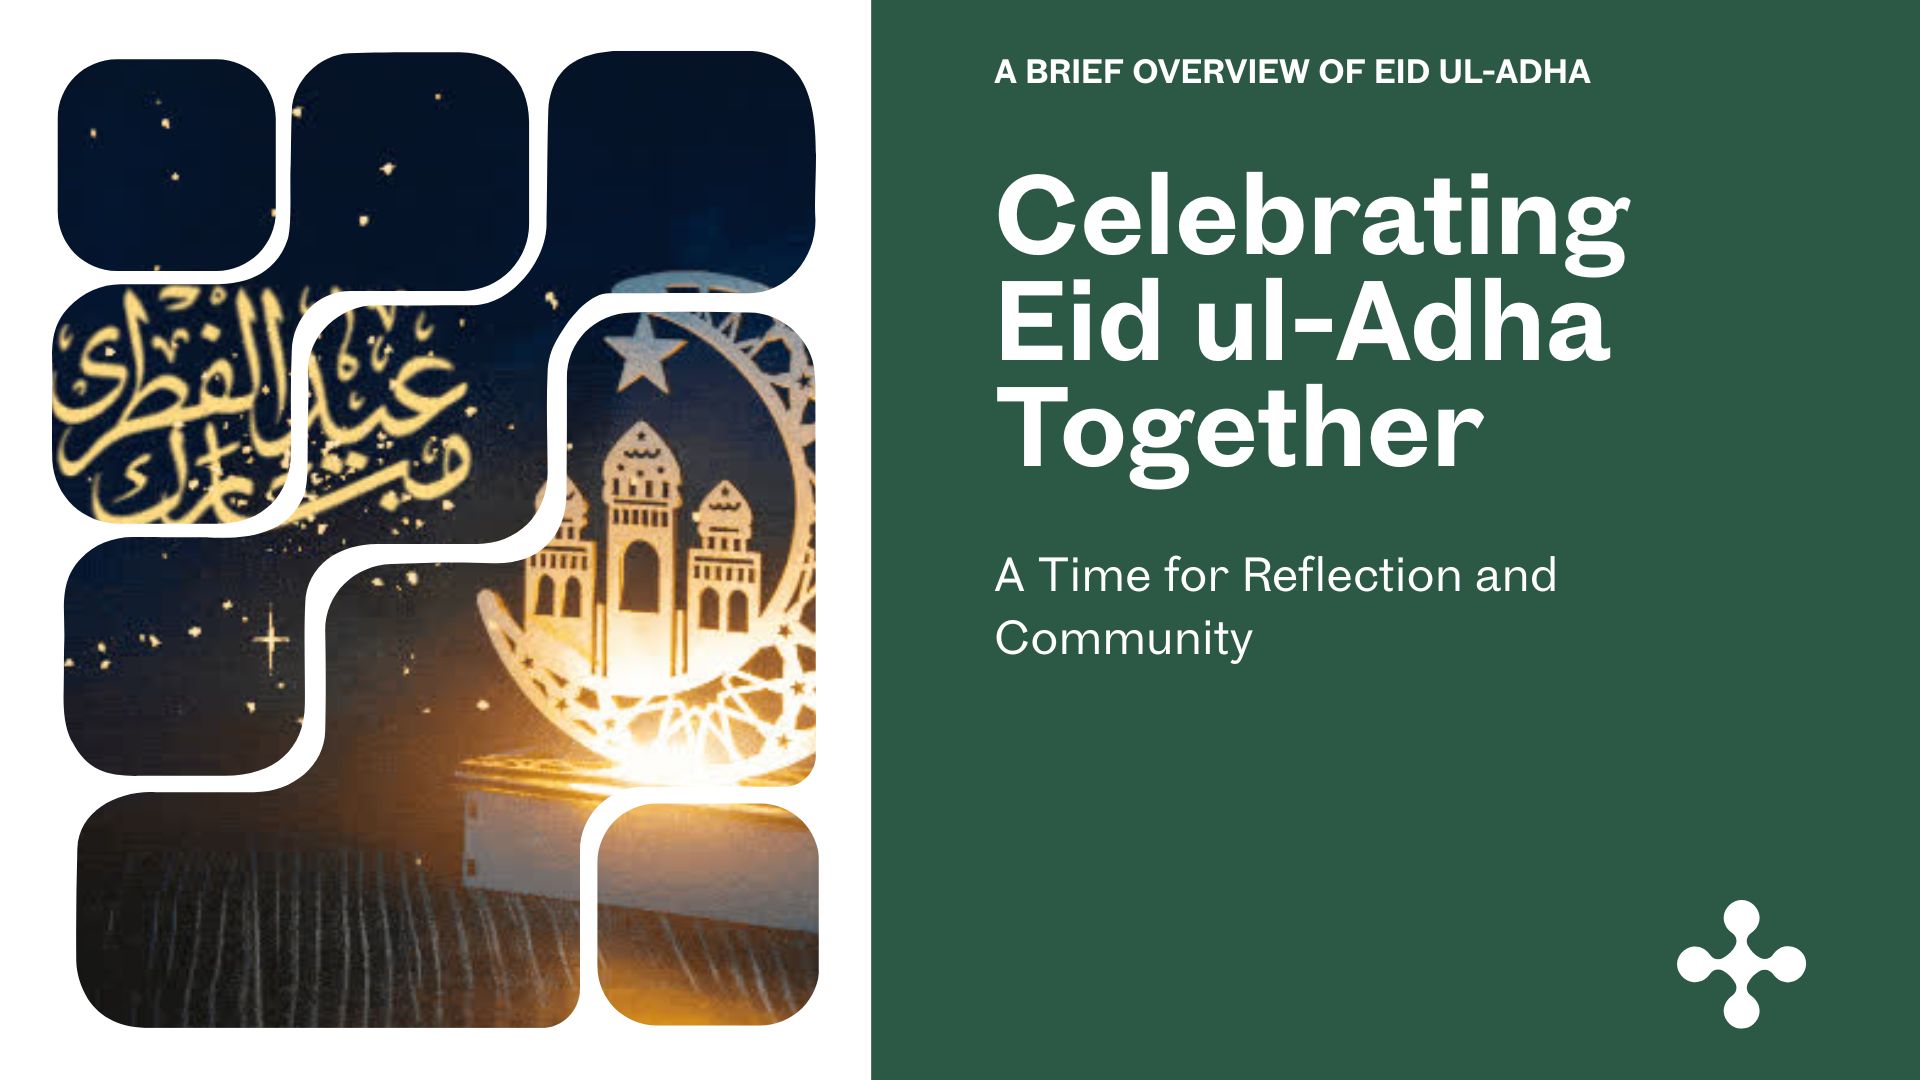 عيد الفطر
مبارك
A BRIEF OVERVIEW OF EID UL-ADHA
Celebrating
Eid ul-Adha
Together
A Time for Reflection and
Community